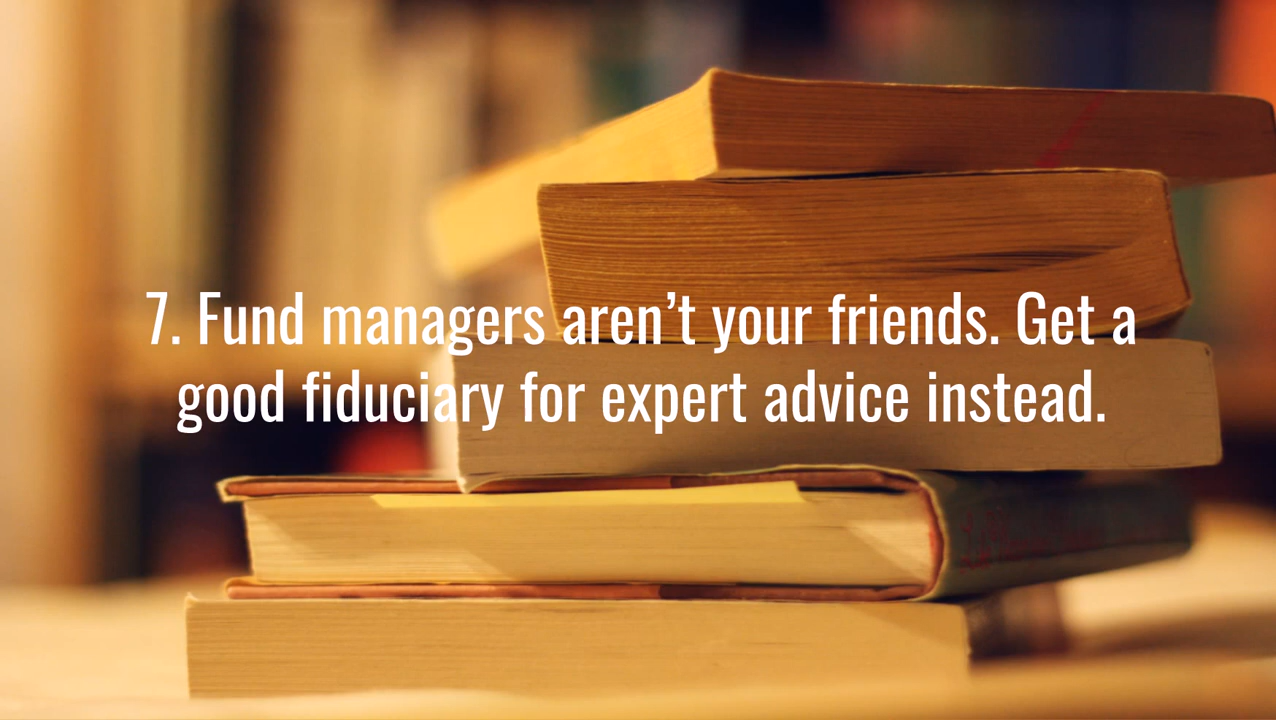 7. Fund managers aren’t your friends. Get a
good fiduciary for expert advice instead.